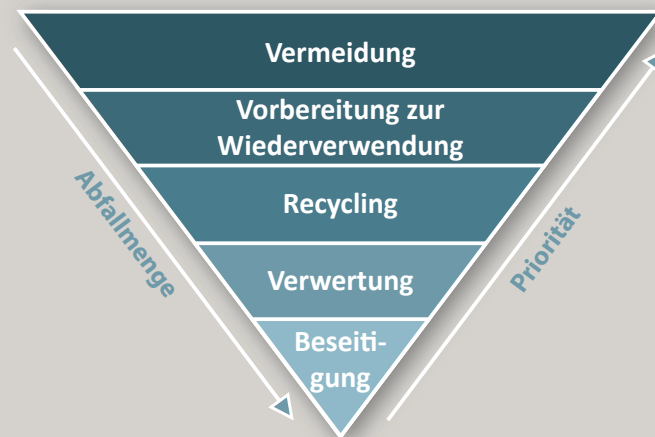 Vermeidung
Vorbereitung zur
Wiederverwendung
Recycling
Verwertung
Beseiti-
gung
Abfallmenge
Priorität